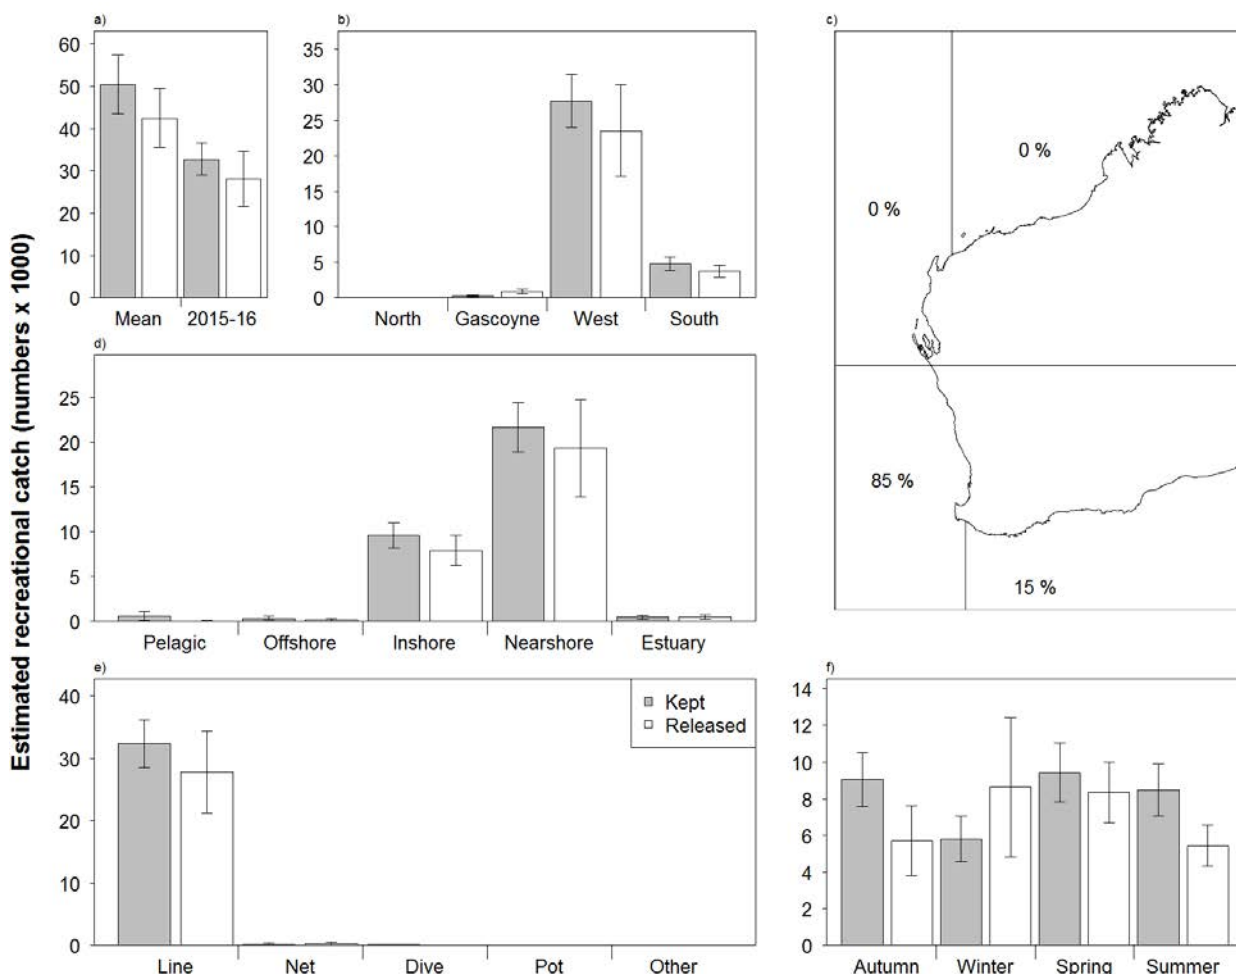 Estimated recreational catch (numbers x 1000)
a)
60
50
40
30
20
10
0
Mean 2015-16
b)
35
30
25
20
15
10
5
0
North Gascoyne West South
c)
0 %
0 %
85 %
15 %
d)
25
20
15
10
5
0
Pelagic Offshore Inshore Nearshore Estuary
e)
40
30
20
10
0
Kept
Released
Line Net Dive Pot Other
f)
14
12
10
8
6
4
2
0
Autumn Winter Spring Summer